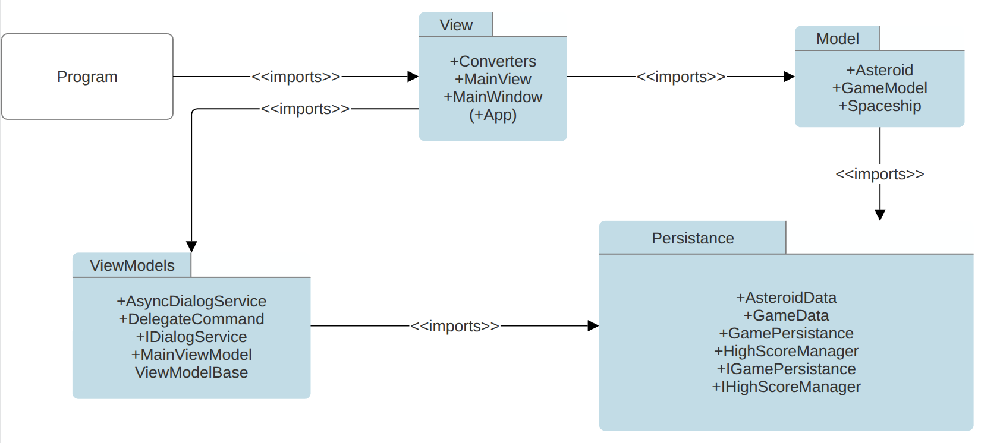 Program
<<imports>>
<<imports>>
View
+Converters
+MainView
+MainWindow
(+App)
<<imports>>
Model
+Asteroid
+GameModel
+Spaceship
<<imports>>
ViewModels
+AsyncDialogService
+DelegateCommand
+IDialogService
+MainViewModel
ViewModelBase
<<imports>>
Persistance
+AsteroidData
+GameData
+GamePersistance
+HighScoreManager
+IGamePersistance
+IHighScoreManager